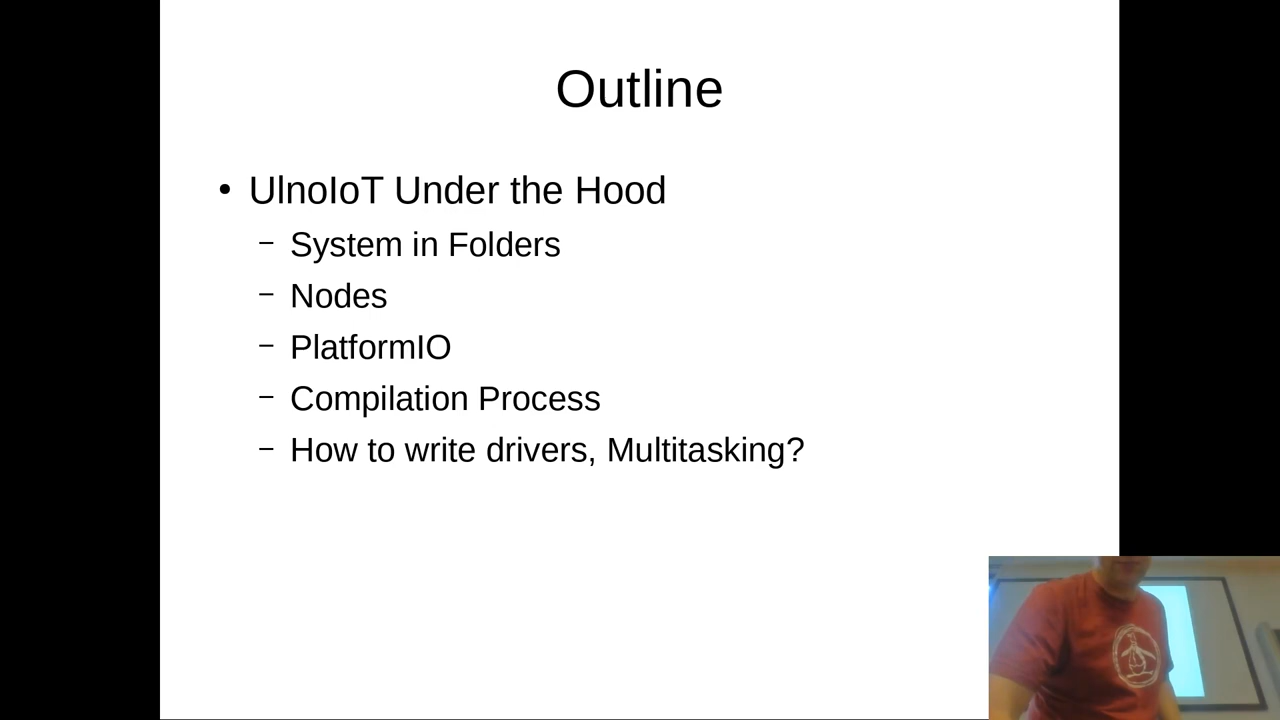 Outline
• UlnoIoT Under the Hood
– System in Folders
– Nodes
– PlatformIO
– Compilation Process
– How to write drivers, Multitasking?